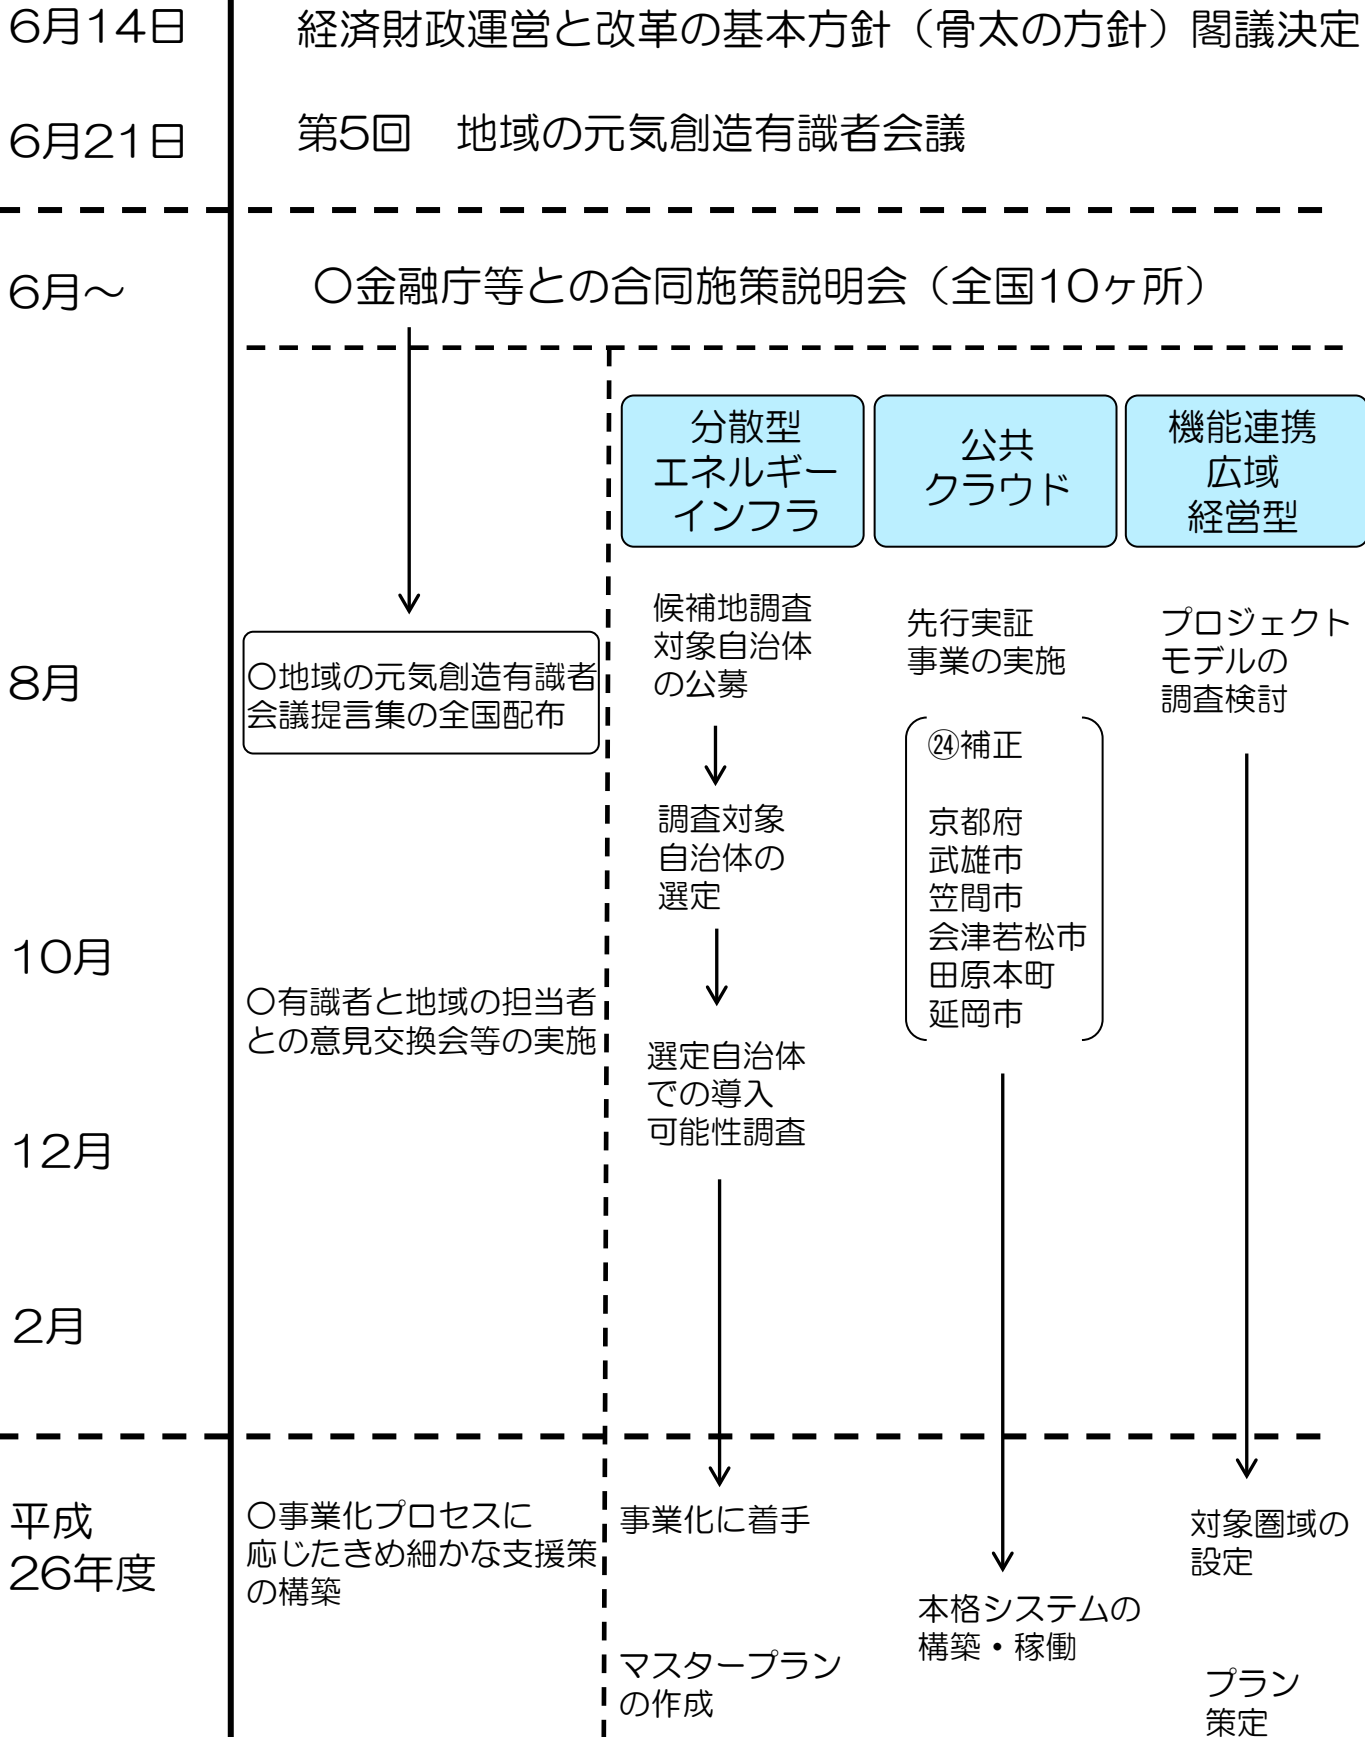 6月14日
経済財政運営と改革の基本方針（骨太の方針）閣議決定
6月21日
第5回　地域の元気創造有識者会議
6月～
○金融庁等との合同施策説明会（全国10ヶ所）
分散型
エネルギー
インフラ
公共
クラウド
機能連携
広域
経営型
8月
○地域の元気創造有識者
会議提言集の全国配布
候補地調査
対象自治体
の公募
調査対象
自治体の
選定
先行実証
事業の実施
㉔補正
京都府
武雄市
笠間市
会津若松市
田原本町
延岡市
プロジェクト
モデルの
調査検討
10月
○有識者と地域の担当者
との意見交換会等の実施
選定自治体
での導入
可能性調査
12月
2月
平成
26年度
○事業化プロセスに
応じたきめ細かな支援策
の構築
事業化に着手
マスタープラン
の作成
本格システムの
構築・稼働
対象圏域の
設定
プラン
策定